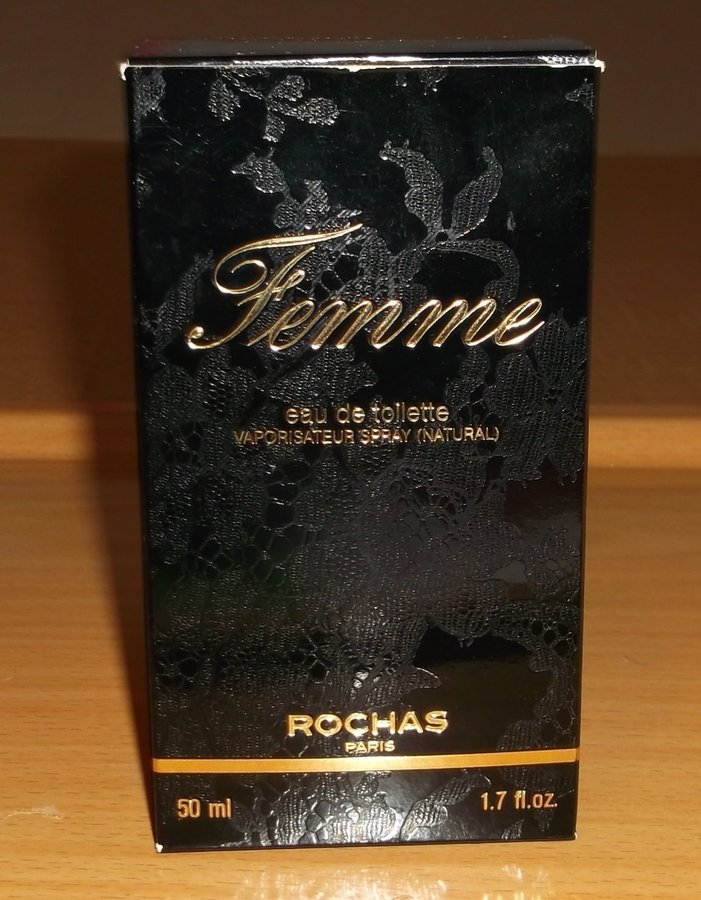 Femme
eau de toilette
VAPORISATEUR SPRAY (NATURAL)
ROCHAS
PARIS
50 ml
1.7 fl.oz.